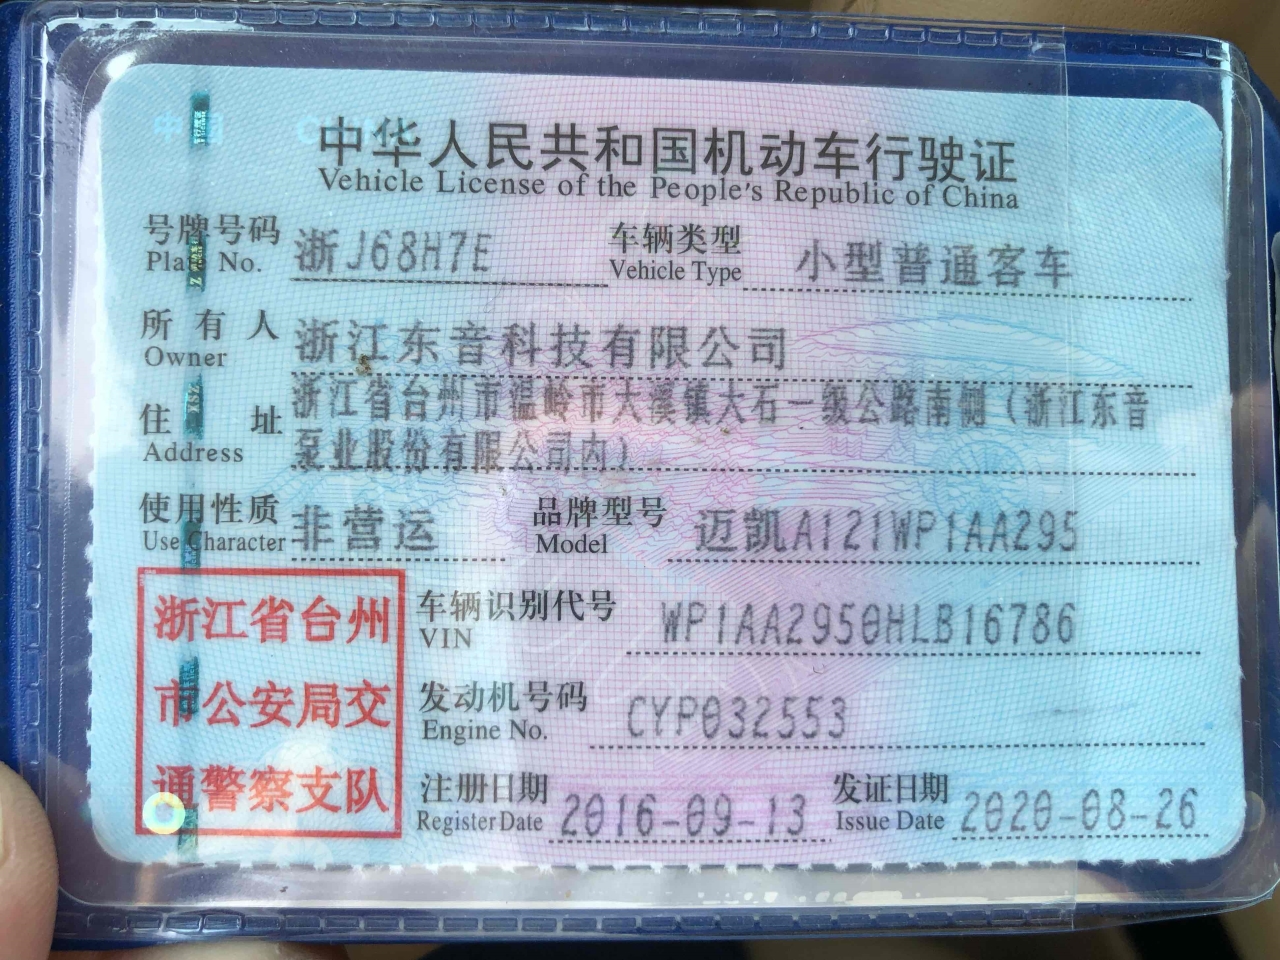 中华人民共和国机动车行驶证
Vehicle License of the People's Republic of China
号牌号码 浙J68H7E 车辆类型 小型普通客车
Plate No. Vehicle Type
所有人 浙江东音科技有限公司
Owner
住址 浙江省台州市温岭市大溪镇大石一级公路南侧(浙江东音
Address 泵业股份有限公司内)
使用性质 非营运 品牌型号 迈凯A121WP1AA295
Use Character Model
浙江省台州
市公安局交
通警察支队
车辆识别代号 WP1AA2950HLB16786
VIN
发动机号码 CYP032553
Engine No.
注册日期 2016-09-13 发证日期 2020-08-26
Register Date Issue Date